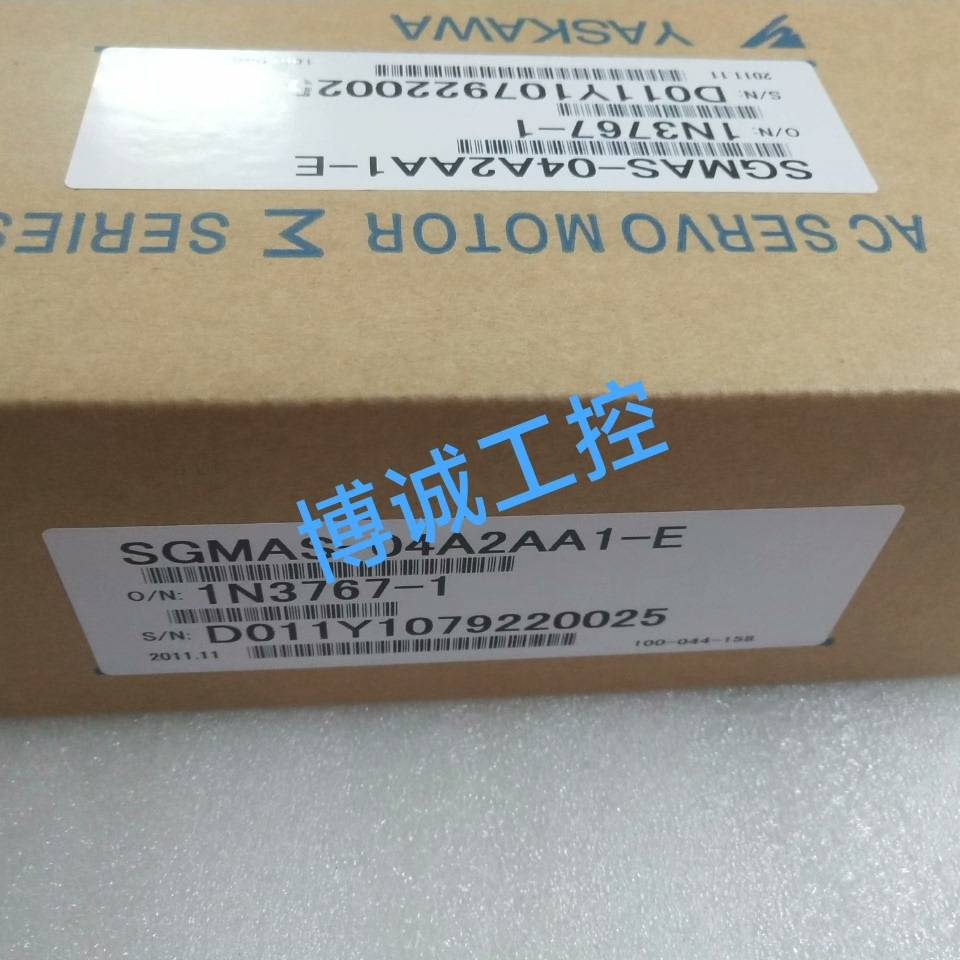 YASKAWA
SGMAS-04A2AA1-E
O/N: 1N3767-1
S/N: D011Y1079220025
2011.11
AC SERVO MOTOR Σ SERIES
博诚工控
SGMAS-04A2AA1-E
O/N: 1N3767-1
S/N: D011Y1079220025
2011.11 100-044-158